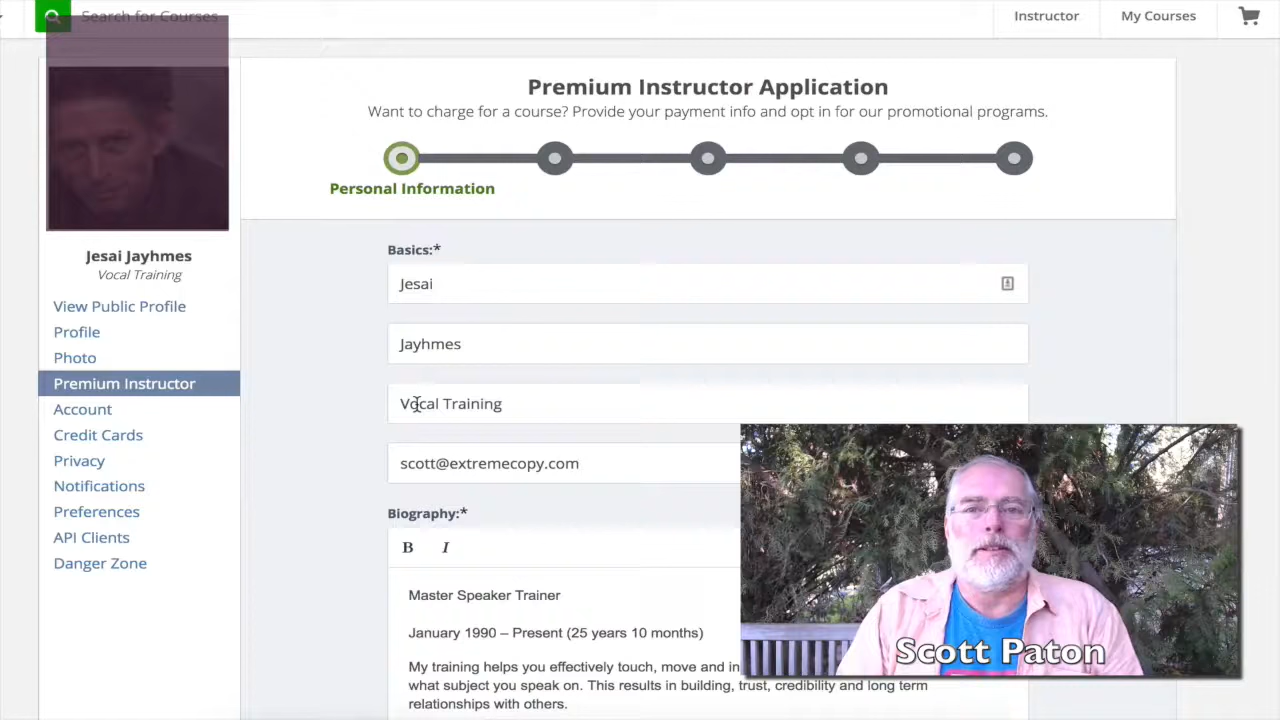 Search for Courses
Instructor
My Courses
Premium Instructor Application
Want to charge for a course? Provide your payment info and opt in for our promotional programs.
Personal Information
Jesai Jayhmes
Vocal Training
View Public Profile
Profile
Photo
Premium Instructor
Account
Credit Cards
Privacy
Notifications
Preferences
API Clients
Danger Zone
Basics:*
Jesai
Jayhmes
Vocal Training
scott@extremecopy.com
Biography:*
B I
Master Speaker Trainer
January 1990 – Present (25 years 10 months)
My training helps you effectively touch, move and in
what subject you speak on. This results in building, trust, credibility and long term
relationships with others.
Scott Paton